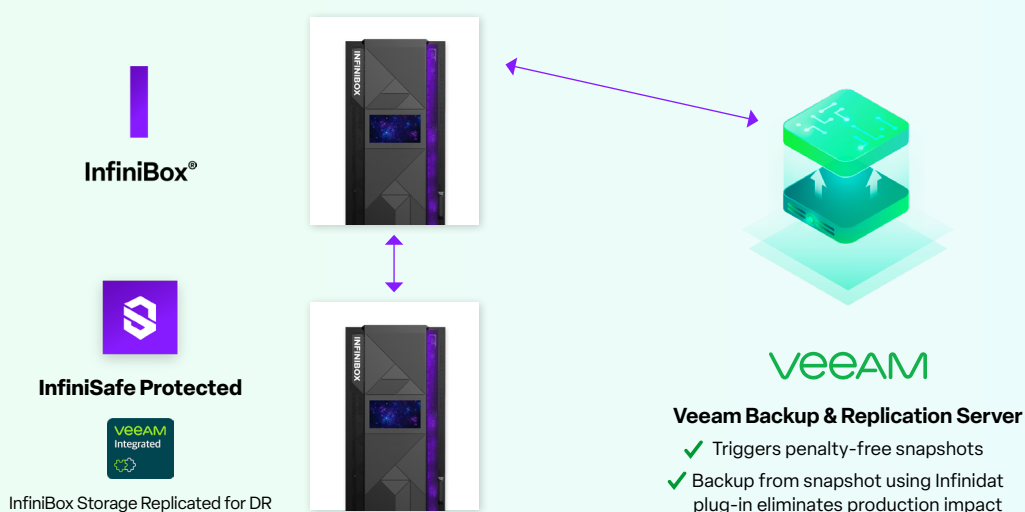 InfiniBox®
INFINIBOX
InfiniSafe Protected
VEEAM
Integrated
InfiniBox Storage Replicated for DR
INFINIBOX
VEEAM
Veeam Backup & Replication Server
Triggers penalty-free snapshots
Backup from snapshot using Infinidat
plug-in eliminates production impact